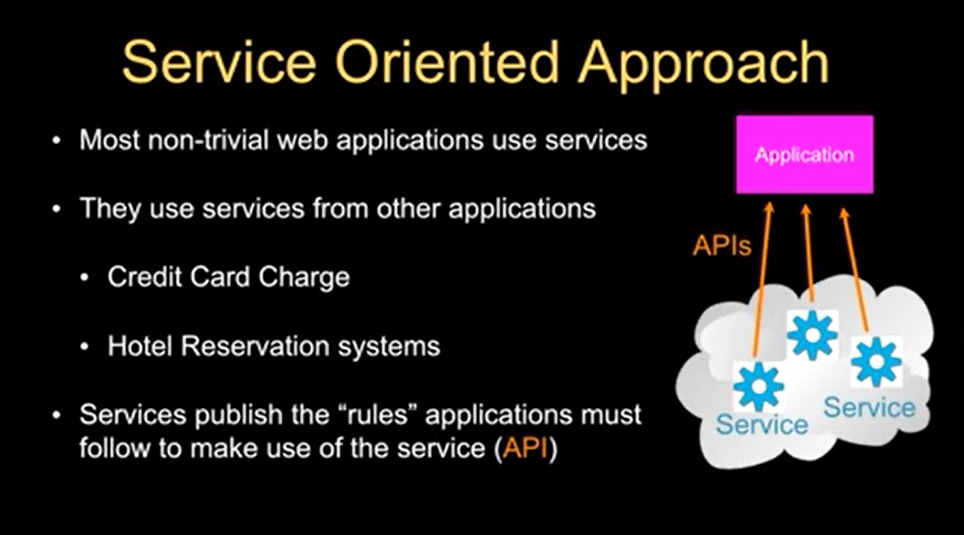 Service Oriented Approach
• Most non-trivial web applications use services
• They use services from other applications
• Credit Card Charge
• Hotel Reservation systems
• Services publish the “rules” applications must
follow to make use of the service (API)
Application
APIs
Service
Service